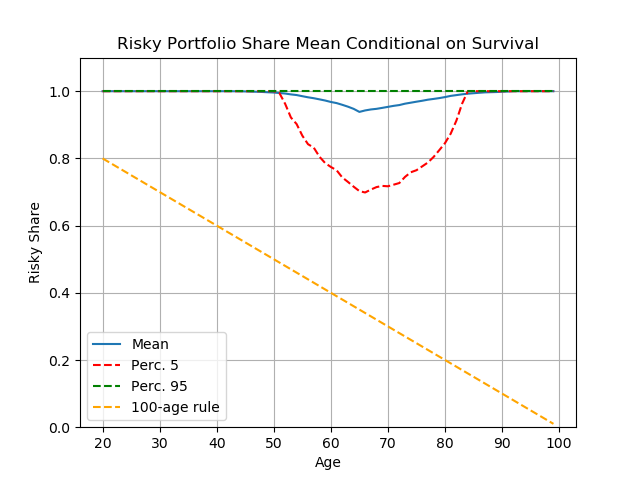 Risky Portfolio Share Mean Conditional on Survival
1.0
0.8
0.6
0.4
0.2
0.0
Risky Share
Mean
Perc. 5
Perc. 95
100-age rule
20 30 40 50 60 70 80 90 100
Age